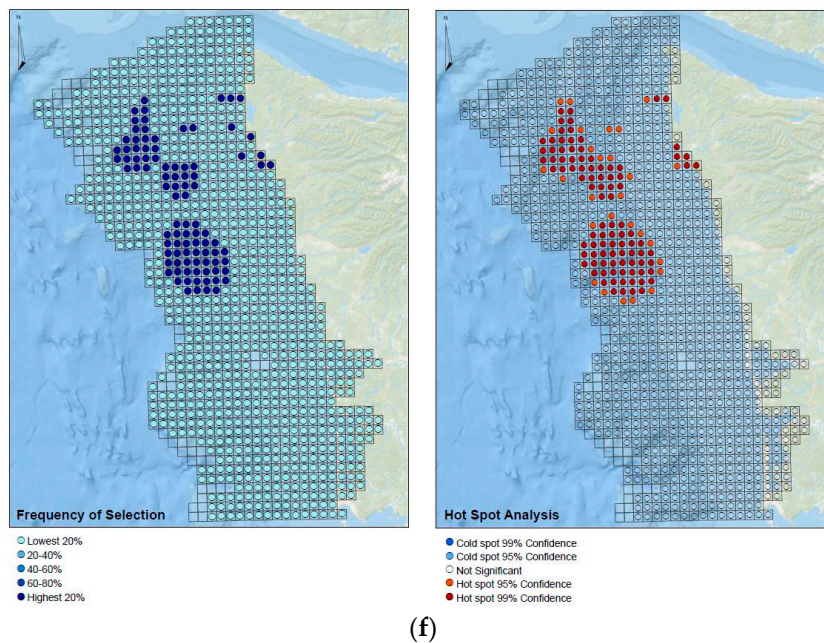 N
N
Frequency of Selection
Hot Spot Analysis
Lowest 20%
20-40%
40-60%
60-80%
Highest 20%
Cold spot 99% Confidence
Cold spot 95% Confidence
Not Significant
Hot spot 95% Confidence
Hot spot 99% Confidence
(f)